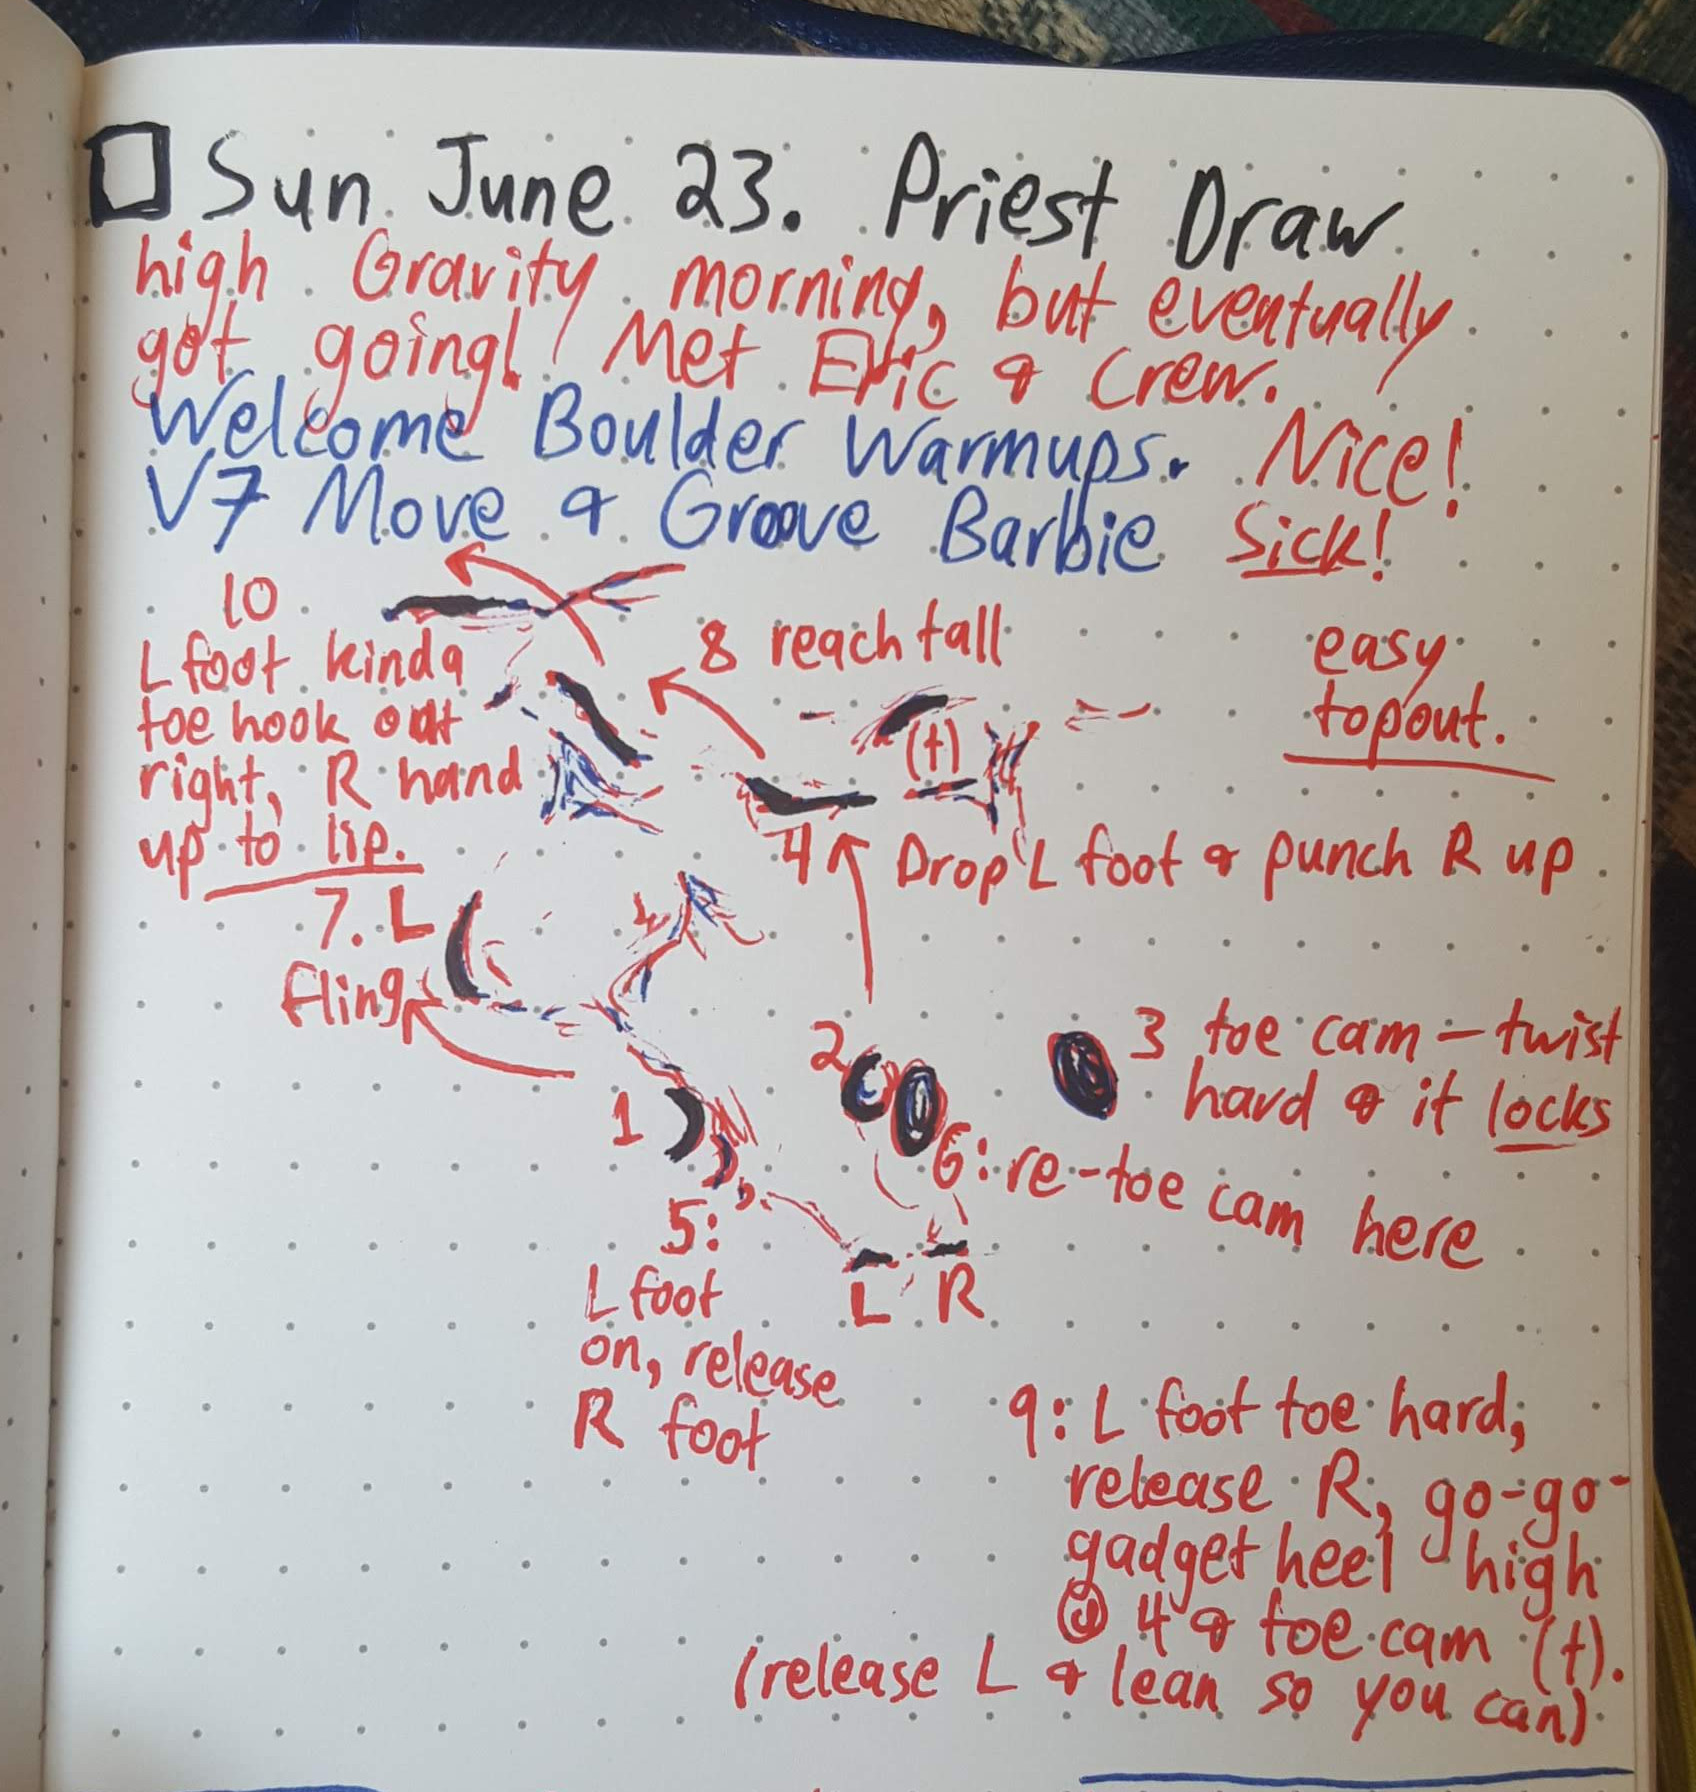 Sun June 23. Priest Draw
high Gravity morning, but eventually
got going! Met Eric & Crew.
Welcome Boulder Warmups. Nice!
V7 Move & Groove Barbie Sick!
10
L foot kinda
toe hook out
right, R hand
up to lip.
8 reach tall
easy
topout.
(t)
4 Drop L foot & punch R up
7. L
fling
2
3 toe cam - twist
hard & it locks
1
6: re-toe cam here
5:
L foot
on, release
R foot
L R
9: L foot toe hard,
release R, go-go-
gadget heel high
@ 4 & toe cam (t).
(release L & lean so you can)